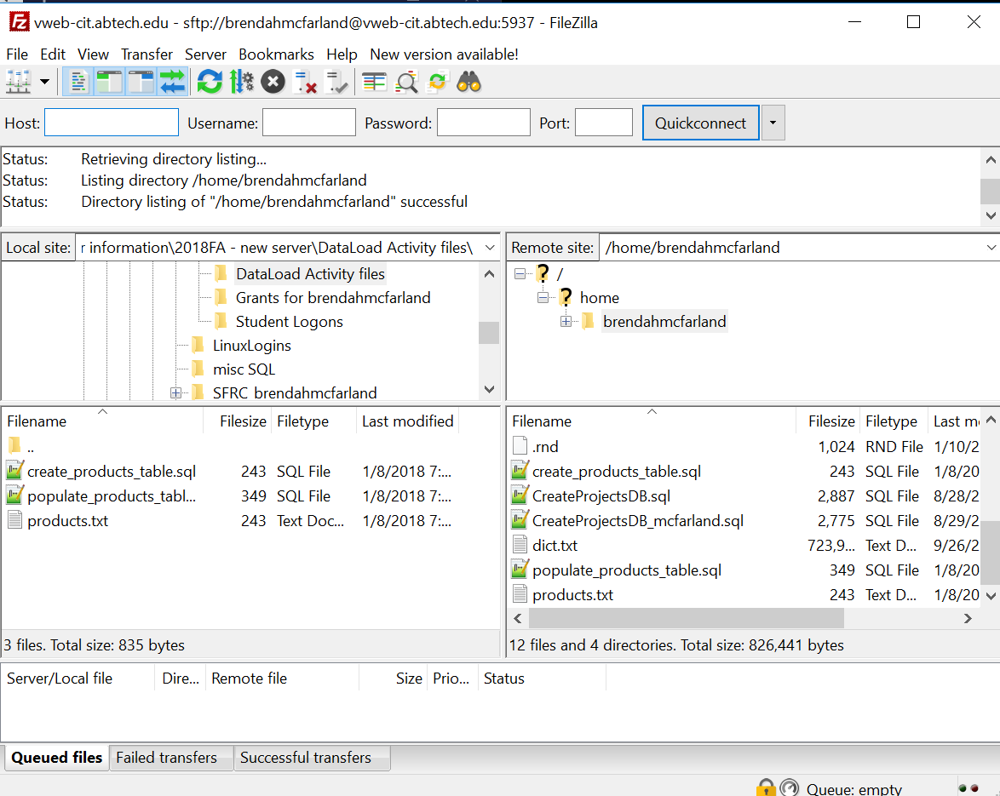 vweb-cit.abtech.edu - sftp://brendahmcfarland@vweb-cit.abtech.edu:5937 - FileZilla
File Edit View Transfer Server Bookmarks Help New version available!
Host: Username: Password: Port: Quickconnect
Status: Retrieving directory listing...
Status: Listing directory /home/brendahmcfarland
Status: Directory listing of "/home/brendahmcfarland" successful
Local site: r information\2018FA - new server\DataLoad Activity files\
DataLoad Activity files
Grants for brendahmcfarland
Student Logons
LinuxLogins
misc SQL
SFRC brendahmcfarland
Remote site: /home/brendahmcfarland
/
home
brendahmcfarland
Filename Filesize Filetype Last modified
..
create_products_table.sql 243 SQL File 1/8/2018 7:...
populate_products_tabl... 349 SQL File 1/8/2018 7:...
products.txt 243 Text Doc... 1/8/2018 7:...
3 files. Total size: 835 bytes
Filename Filesize Filetype Last m
.rnd 1,024 RND File 1/10/2
create_products_table.sql 243 SQL File 1/8/20
CreateProjectsDB.sql 2,887 SQL File 8/28/2
CreateProjectsDB_mcfarland.sql 2,775 SQL File 8/29/2
dict.txt 723,9... Text D... 9/26/2
populate_products_table.sql 349 SQL File 1/8/20
products.txt 243 Text D... 1/8/20
12 files and 4 directories. Total size: 826,441 bytes
Server/Local file Dire... Remote file Size Prio... Status
Queued files Failed transfers Successful transfers
Queue: empty